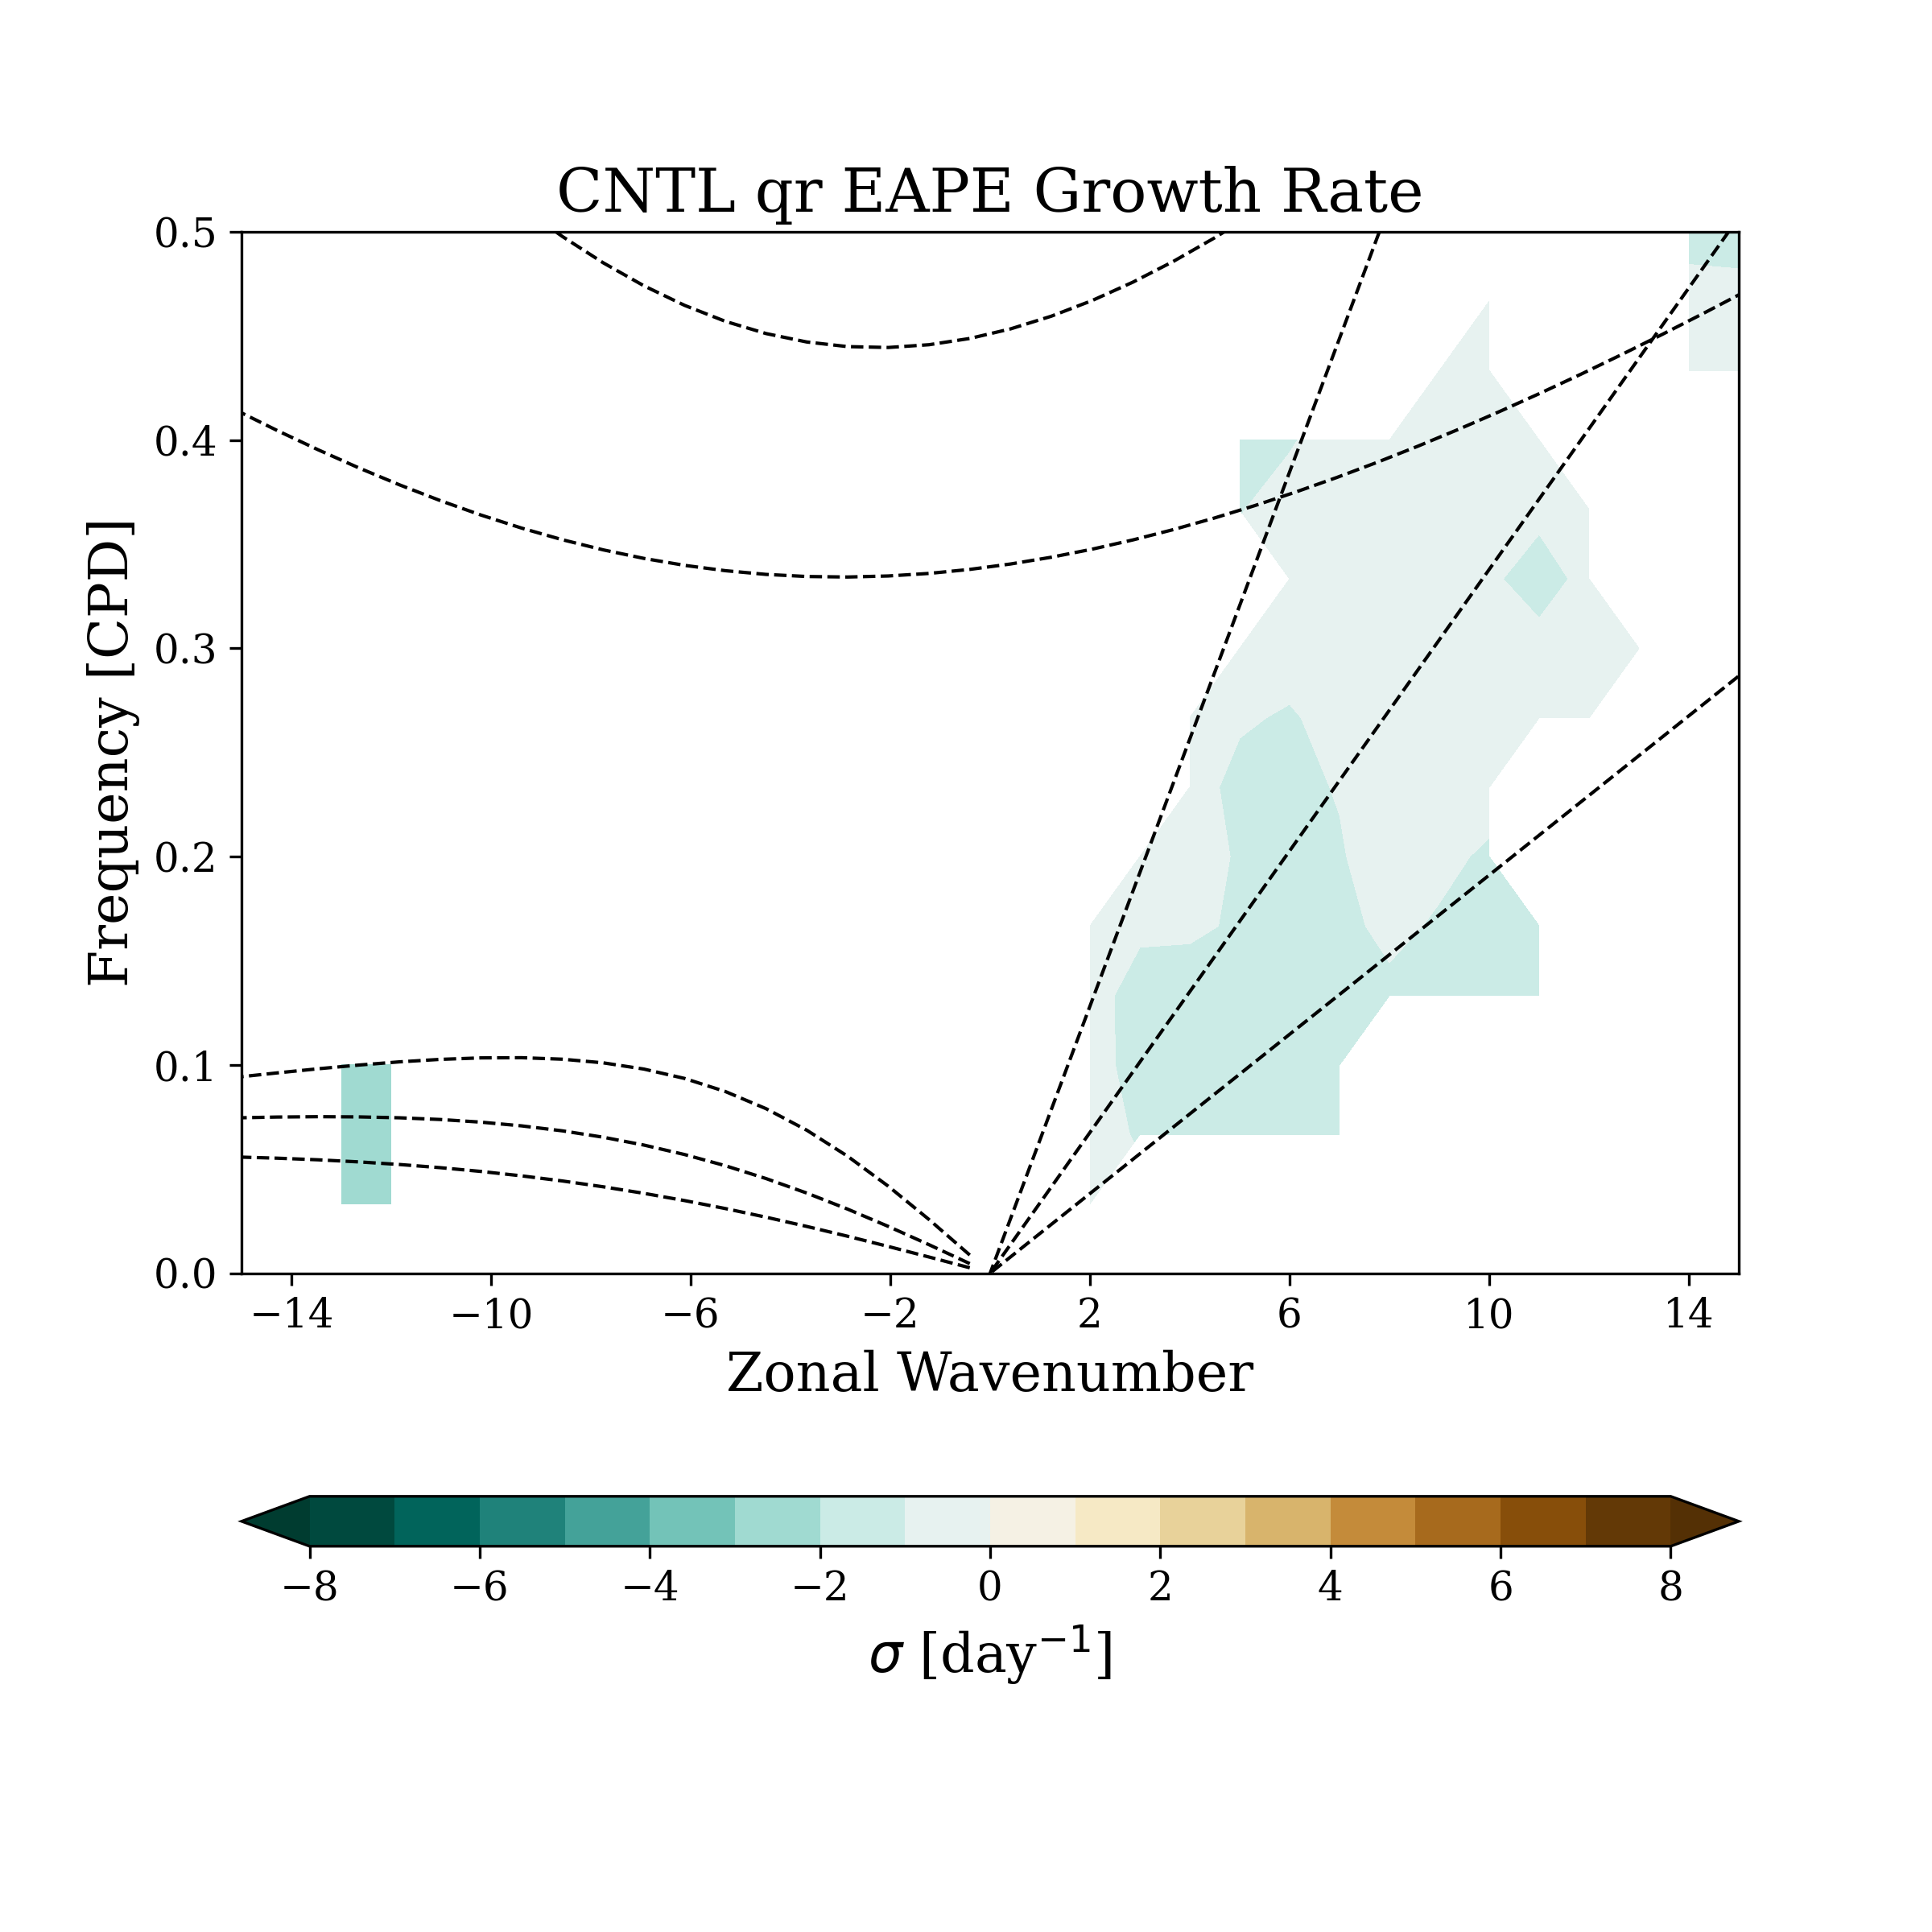 CNTL qr EAPE Growth Rate
0.5
0.4
0.3
0.2
0.1
0.0
Frequency [CPD]
−14 −10 −6 −2 2 6 10 14
Zonal Wavenumber
−8 −6 −4 −2 0 2 4 6 8
σ [day⁻¹]